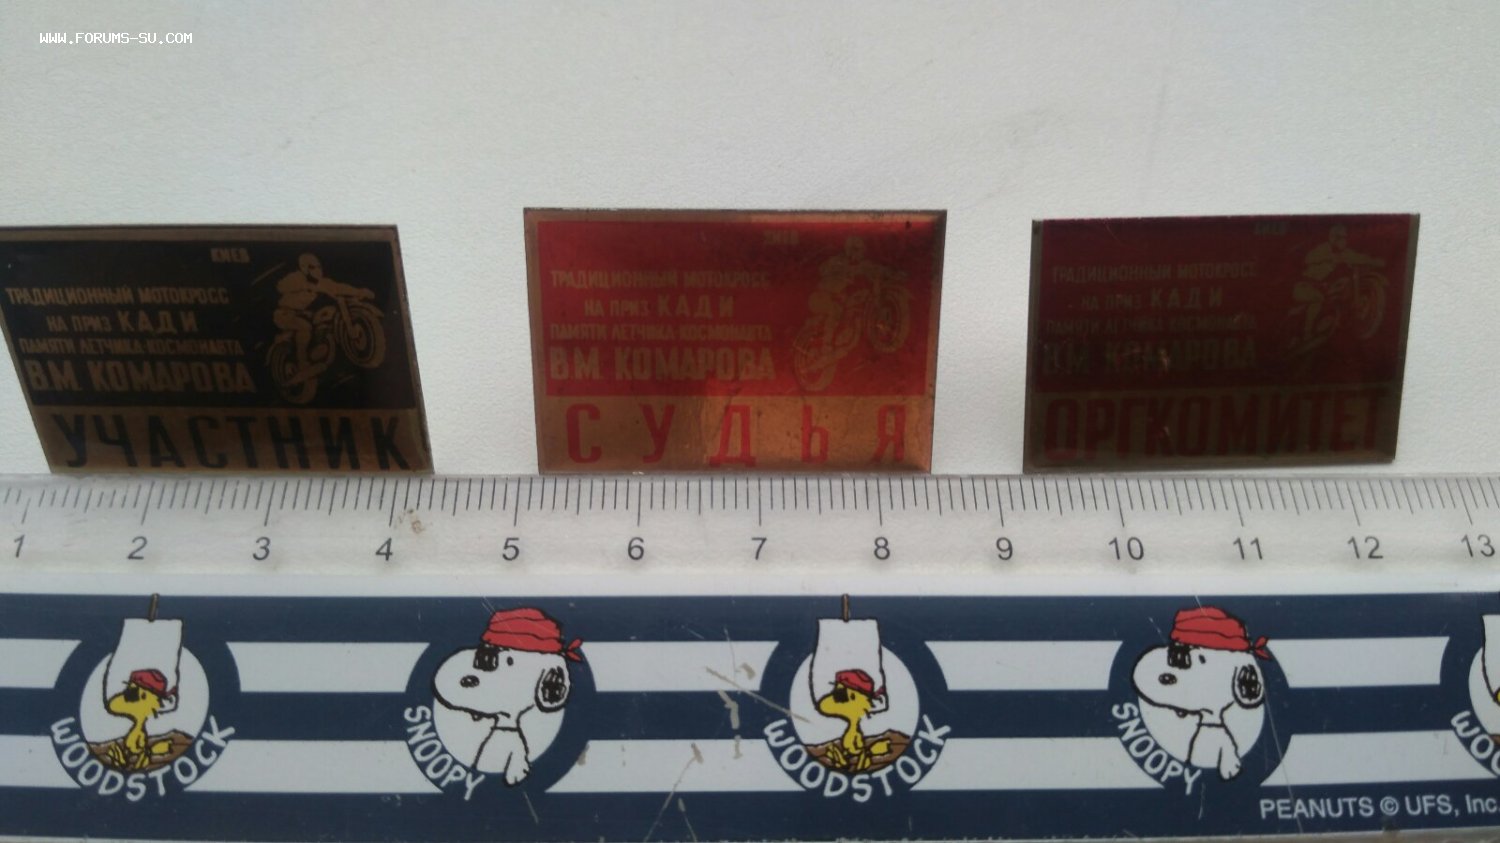 WWW.FORUMS-SU.COM
КИЕВ
ТРАДИЦИОННЫЙ МОТОКРОСС
НА ПРИЗ КАДИ
ПАМЯТИ ЛЕТЧИКА-КОСМОНАВТА
В.М. КОМАРОВА
УЧАСТНИК
КИЕВ
ТРАДИЦИОННЫЙ МОТОКРОСС
НА ПРИЗ КАДИ
ПАМЯТИ ЛЕТЧИКА-КОСМОНАВТА
В.М. КОМАРОВА
СУДЬЯ
КИЕВ
ТРАДИЦИОННЫЙ МОТОКРОСС
НА ПРИЗ КАДИ
ПАМЯТИ ЛЕТЧИКА-КОСМОНАВТА
В.М. КОМАРОВА
ОРГКОМИТЕТ
1 2 3 4 5 6 7 8 9 10 11 12 13
WOODSTOCK
SNOOPY
WOODSTOCK
SNOOPY
WO
PEANUTS © UFS, Inc.